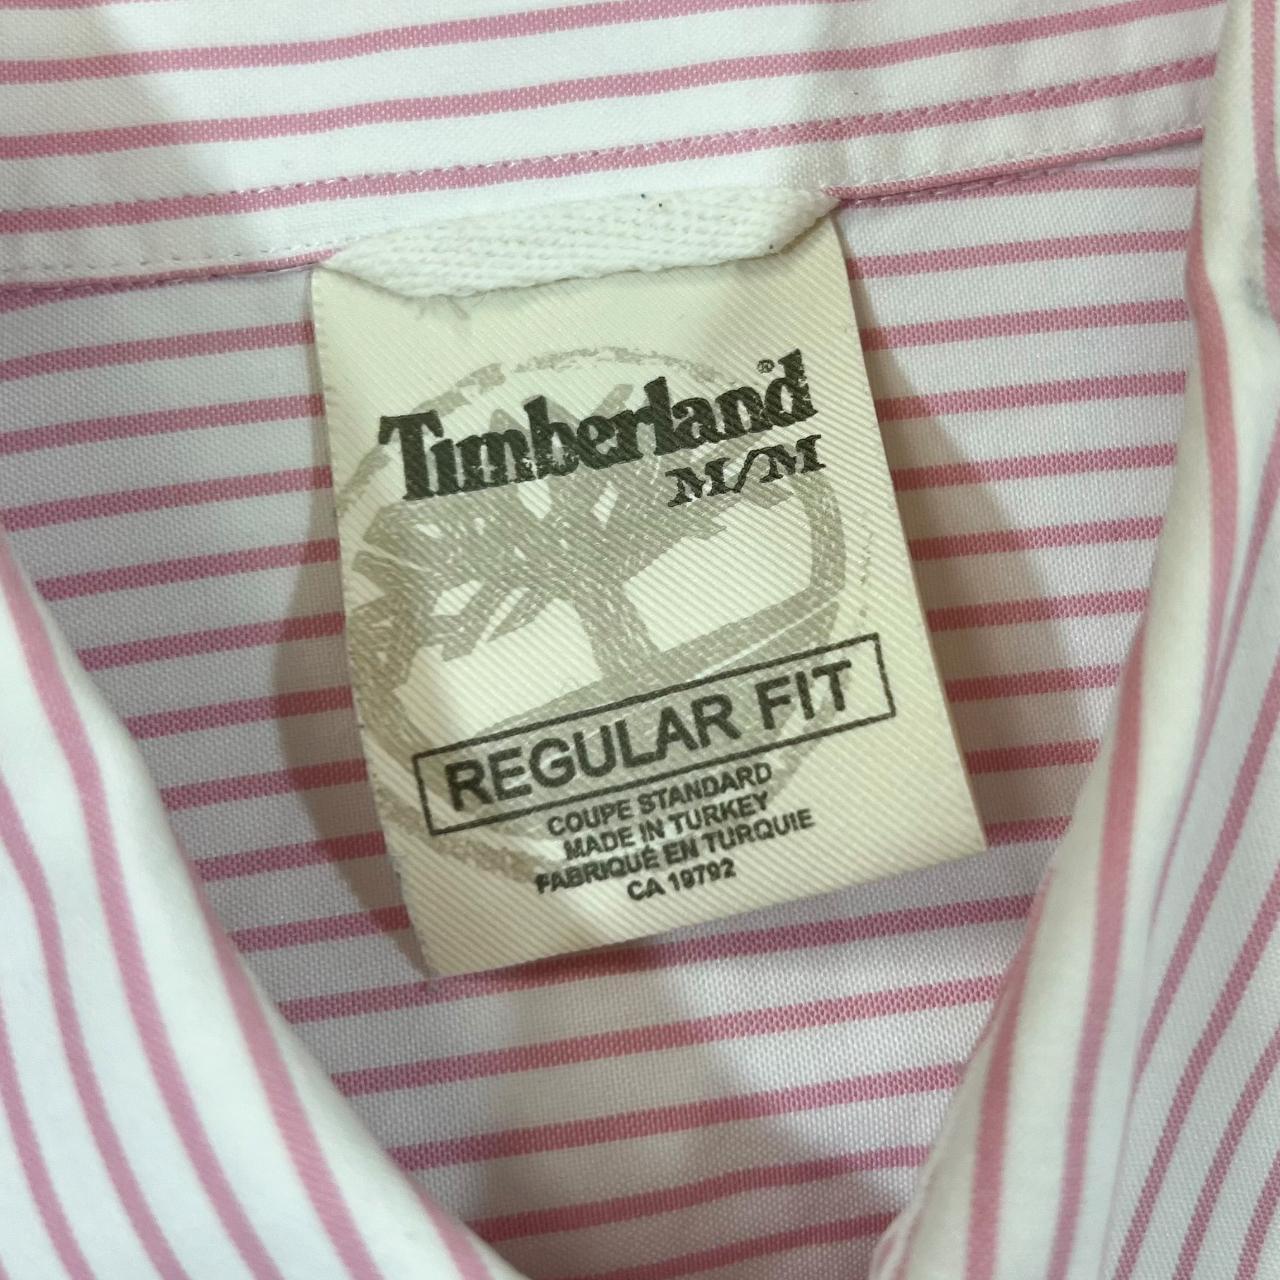 Timberland®
M/M
REGULAR FIT
COUPE STANDARD
MADE IN TURKEY
FABRIQUÉ EN TURQUIE
CA 19792